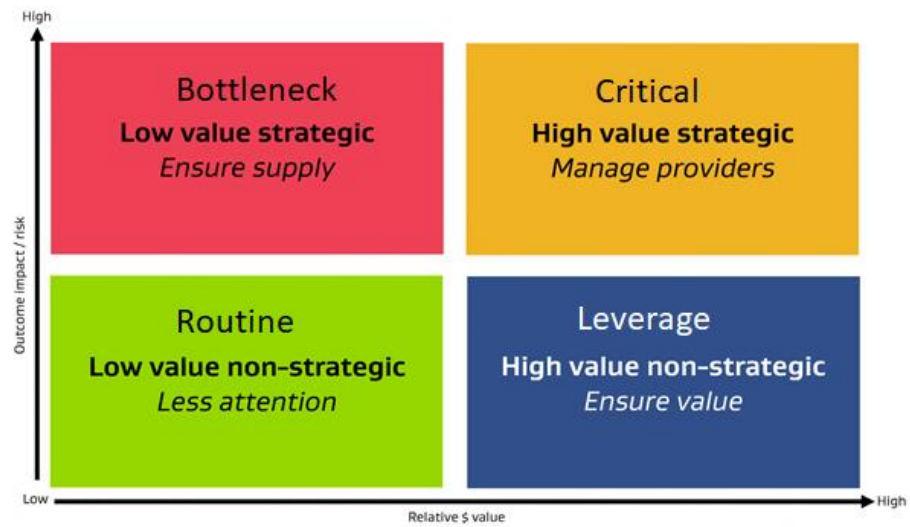 High
Bottleneck
Low value strategic
Ensure supply
Critical
High value strategic
Manage providers
Outcome impact / risk
Routine
Low value non-strategic
Less attention
Leverage
High value non-strategic
Ensure value
Low
High
Relative $ value